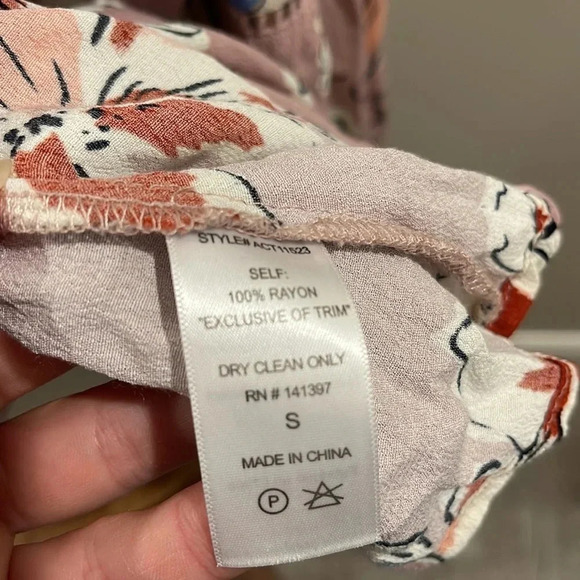 STYLE# ACT11523
SELF:
100% RAYON
"EXCLUSIVE OF TRIM"
DRY CLEAN ONLY
RN # 141397
S
MADE IN CHINA
P